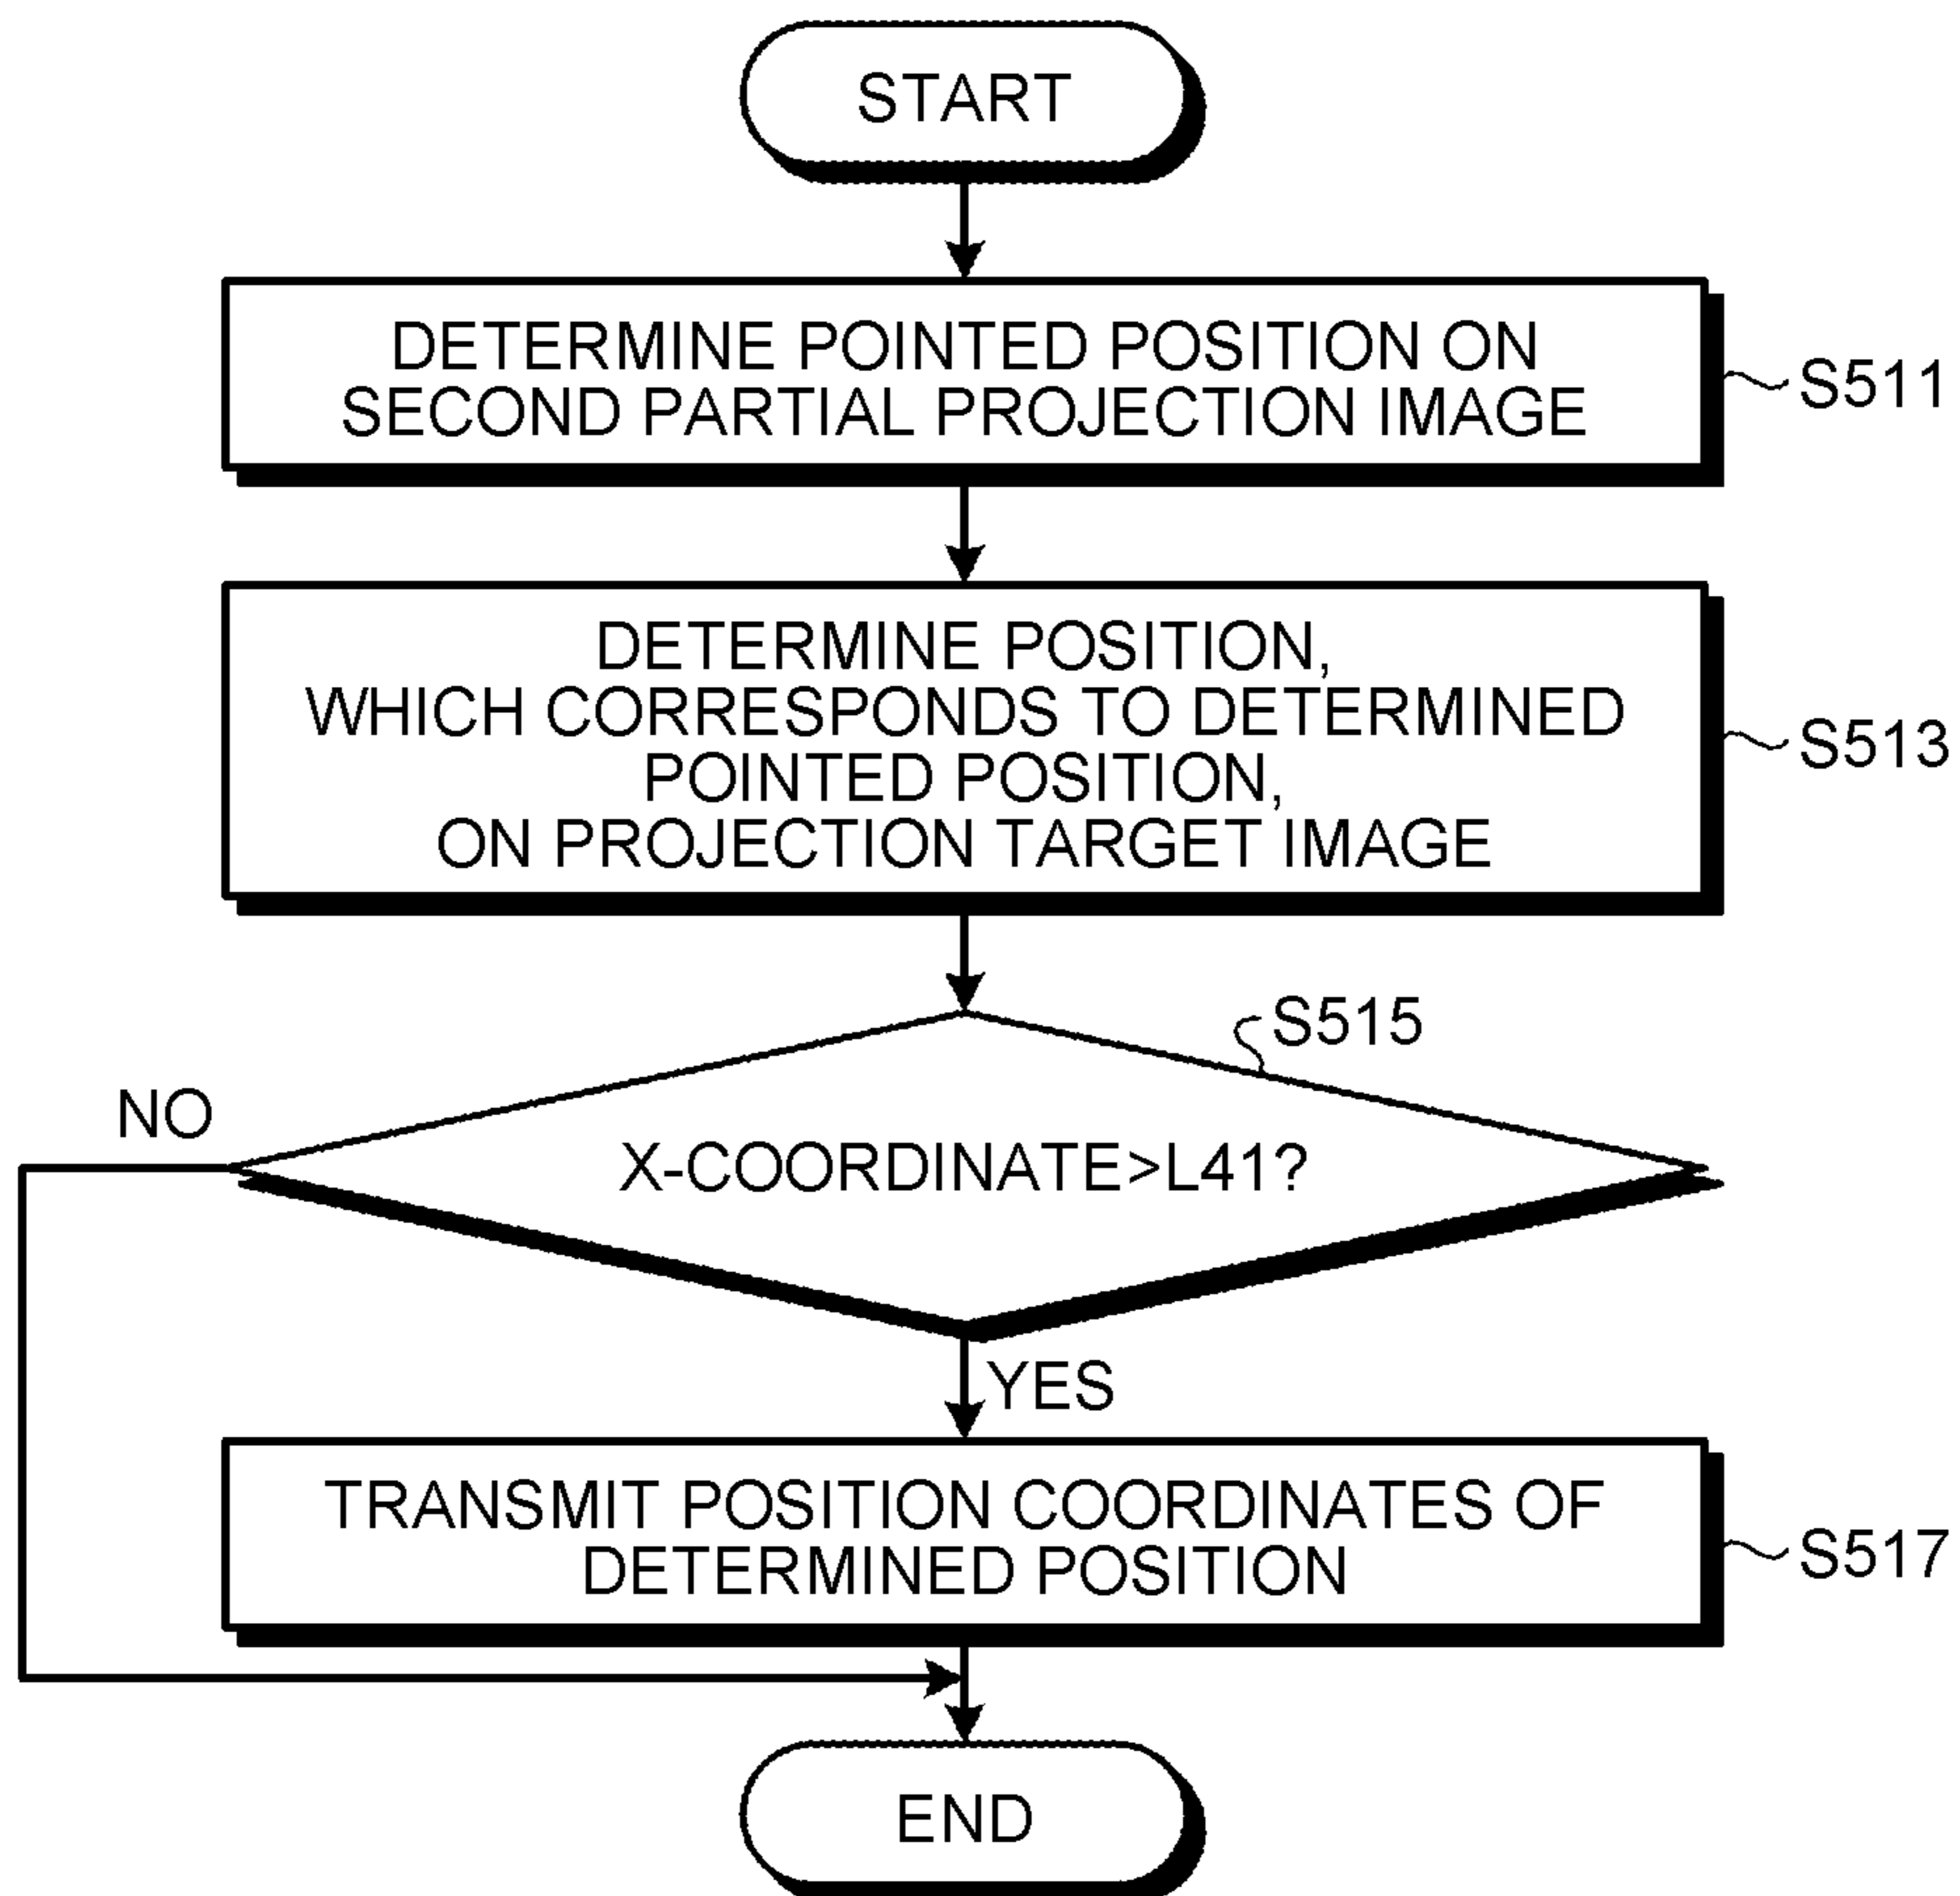 START
DETERMINE POINTED POSITION ON
SECOND PARTIAL PROJECTION IMAGE
S511
DETERMINE POSITION,
WHICH CORRESPONDS TO DETERMINED
POINTED POSITION,
ON PROJECTION TARGET IMAGE
S513
S515
NO
X-COORDINATE>L41?
YES
TRANSMIT POSITION COORDINATES OF
DETERMINED POSITION
S517
END